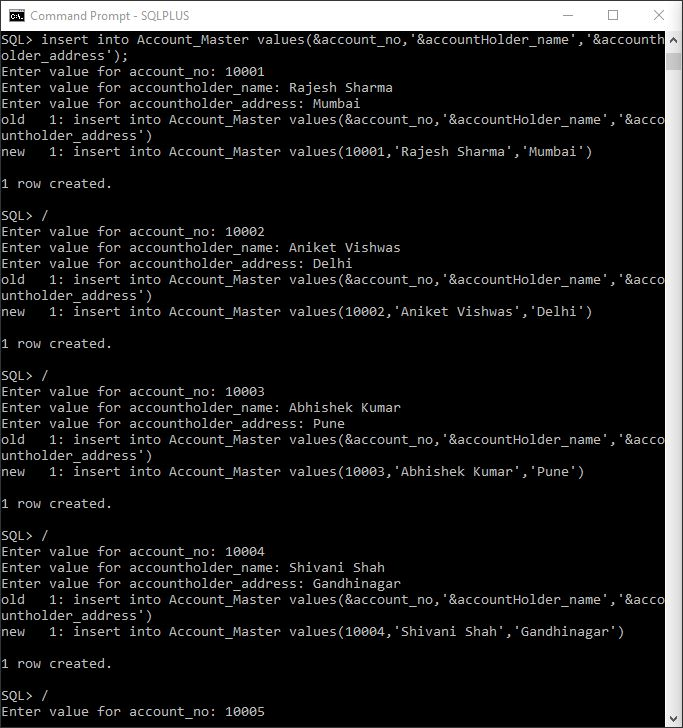 Command Prompt - SQLPLUS
SQL> insert into Account_Master values(&account_no,'&accountHolder_name','&accounth
older_address');
Enter value for account_no: 10001
Enter value for accountholder_name: Rajesh Sharma
Enter value for accountholder_address: Mumbai
old   1: insert into Account_Master values(&account_no,'&accountHolder_name','&acco
untholder_address')
new   1: insert into Account_Master values(10001,'Rajesh Sharma','Mumbai')

1 row created.

SQL> /
Enter value for account_no: 10002
Enter value for accountholder_name: Aniket Vishwas
Enter value for accountholder_address: Delhi
old   1: insert into Account_Master values(&account_no,'&accountHolder_name','&acco
untholder_address')
new   1: insert into Account_Master values(10002,'Aniket Vishwas','Delhi')

1 row created.

SQL> /
Enter value for account_no: 10003
Enter value for accountholder_name: Abhishek Kumar
Enter value for accountholder_address: Pune
old   1: insert into Account_Master values(&account_no,'&accountHolder_name','&acco
untholder_address')
new   1: insert into Account_Master values(10003,'Abhishek Kumar','Pune')

1 row created.

SQL> /
Enter value for account_no: 10004
Enter value for accountholder_name: Shivani Shah
Enter value for accountholder_address: Gandhinagar
old   1: insert into Account_Master values(&account_no,'&accountHolder_name','&acco
untholder_address')
new   1: insert into Account_Master values(10004,'Shivani Shah','Gandhinagar')

1 row created.

SQL> /
Enter value for account_no: 10005